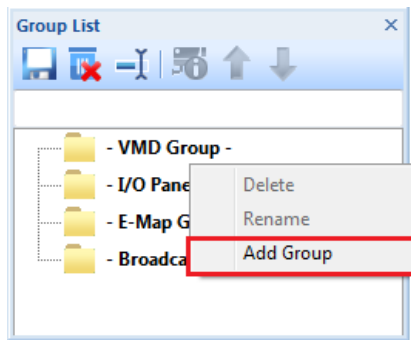 Group List
- VMD Group -
- I/O Pane
Delete
- E-Map G
Rename
- Broadca
Add Group